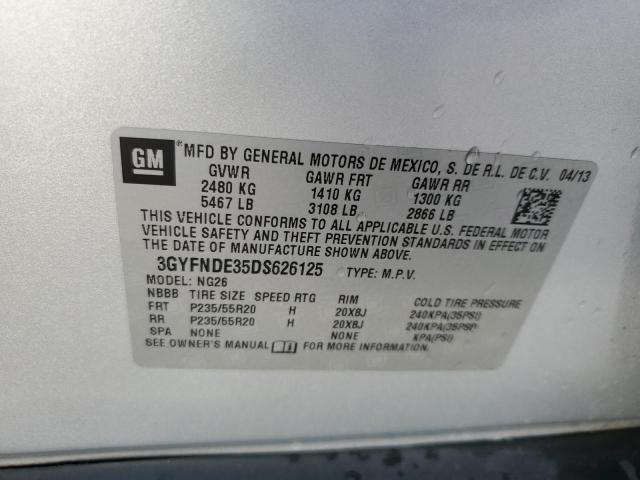 GM ® MFD BY GENERAL MOTORS DE MEXICO, S. DE R.L. DE C.V. 04/13
GVWR GAWR FRT GAWR RR
2480 KG 1410 KG 1300 KG
5467 LB 3108 LB 2866 LB
THIS VEHICLE CONFORMS TO ALL APPLICABLE U.S. FEDERAL MOTOR
VEHICLE SAFETY AND THEFT PREVENTION STANDARDS IN EFFECT ON
THE DATE OF MANUFACTURE SHOWN ABOVE.
3GYFNDE35DS626125 TYPE: M.P.V.
MODEL: NG26
NBBB TIRE SIZE SPEED RTG RIM COLD TIRE PRESSURE
FRT P235/55R20 H 20X8J 240KPA(35PSI)
RR P235/55R20 H 20X8J 240KPA(35PSI)
SPA NONE NONE KPA(PSI)
SEE OWNER'S MANUAL FOR MORE INFORMATION.